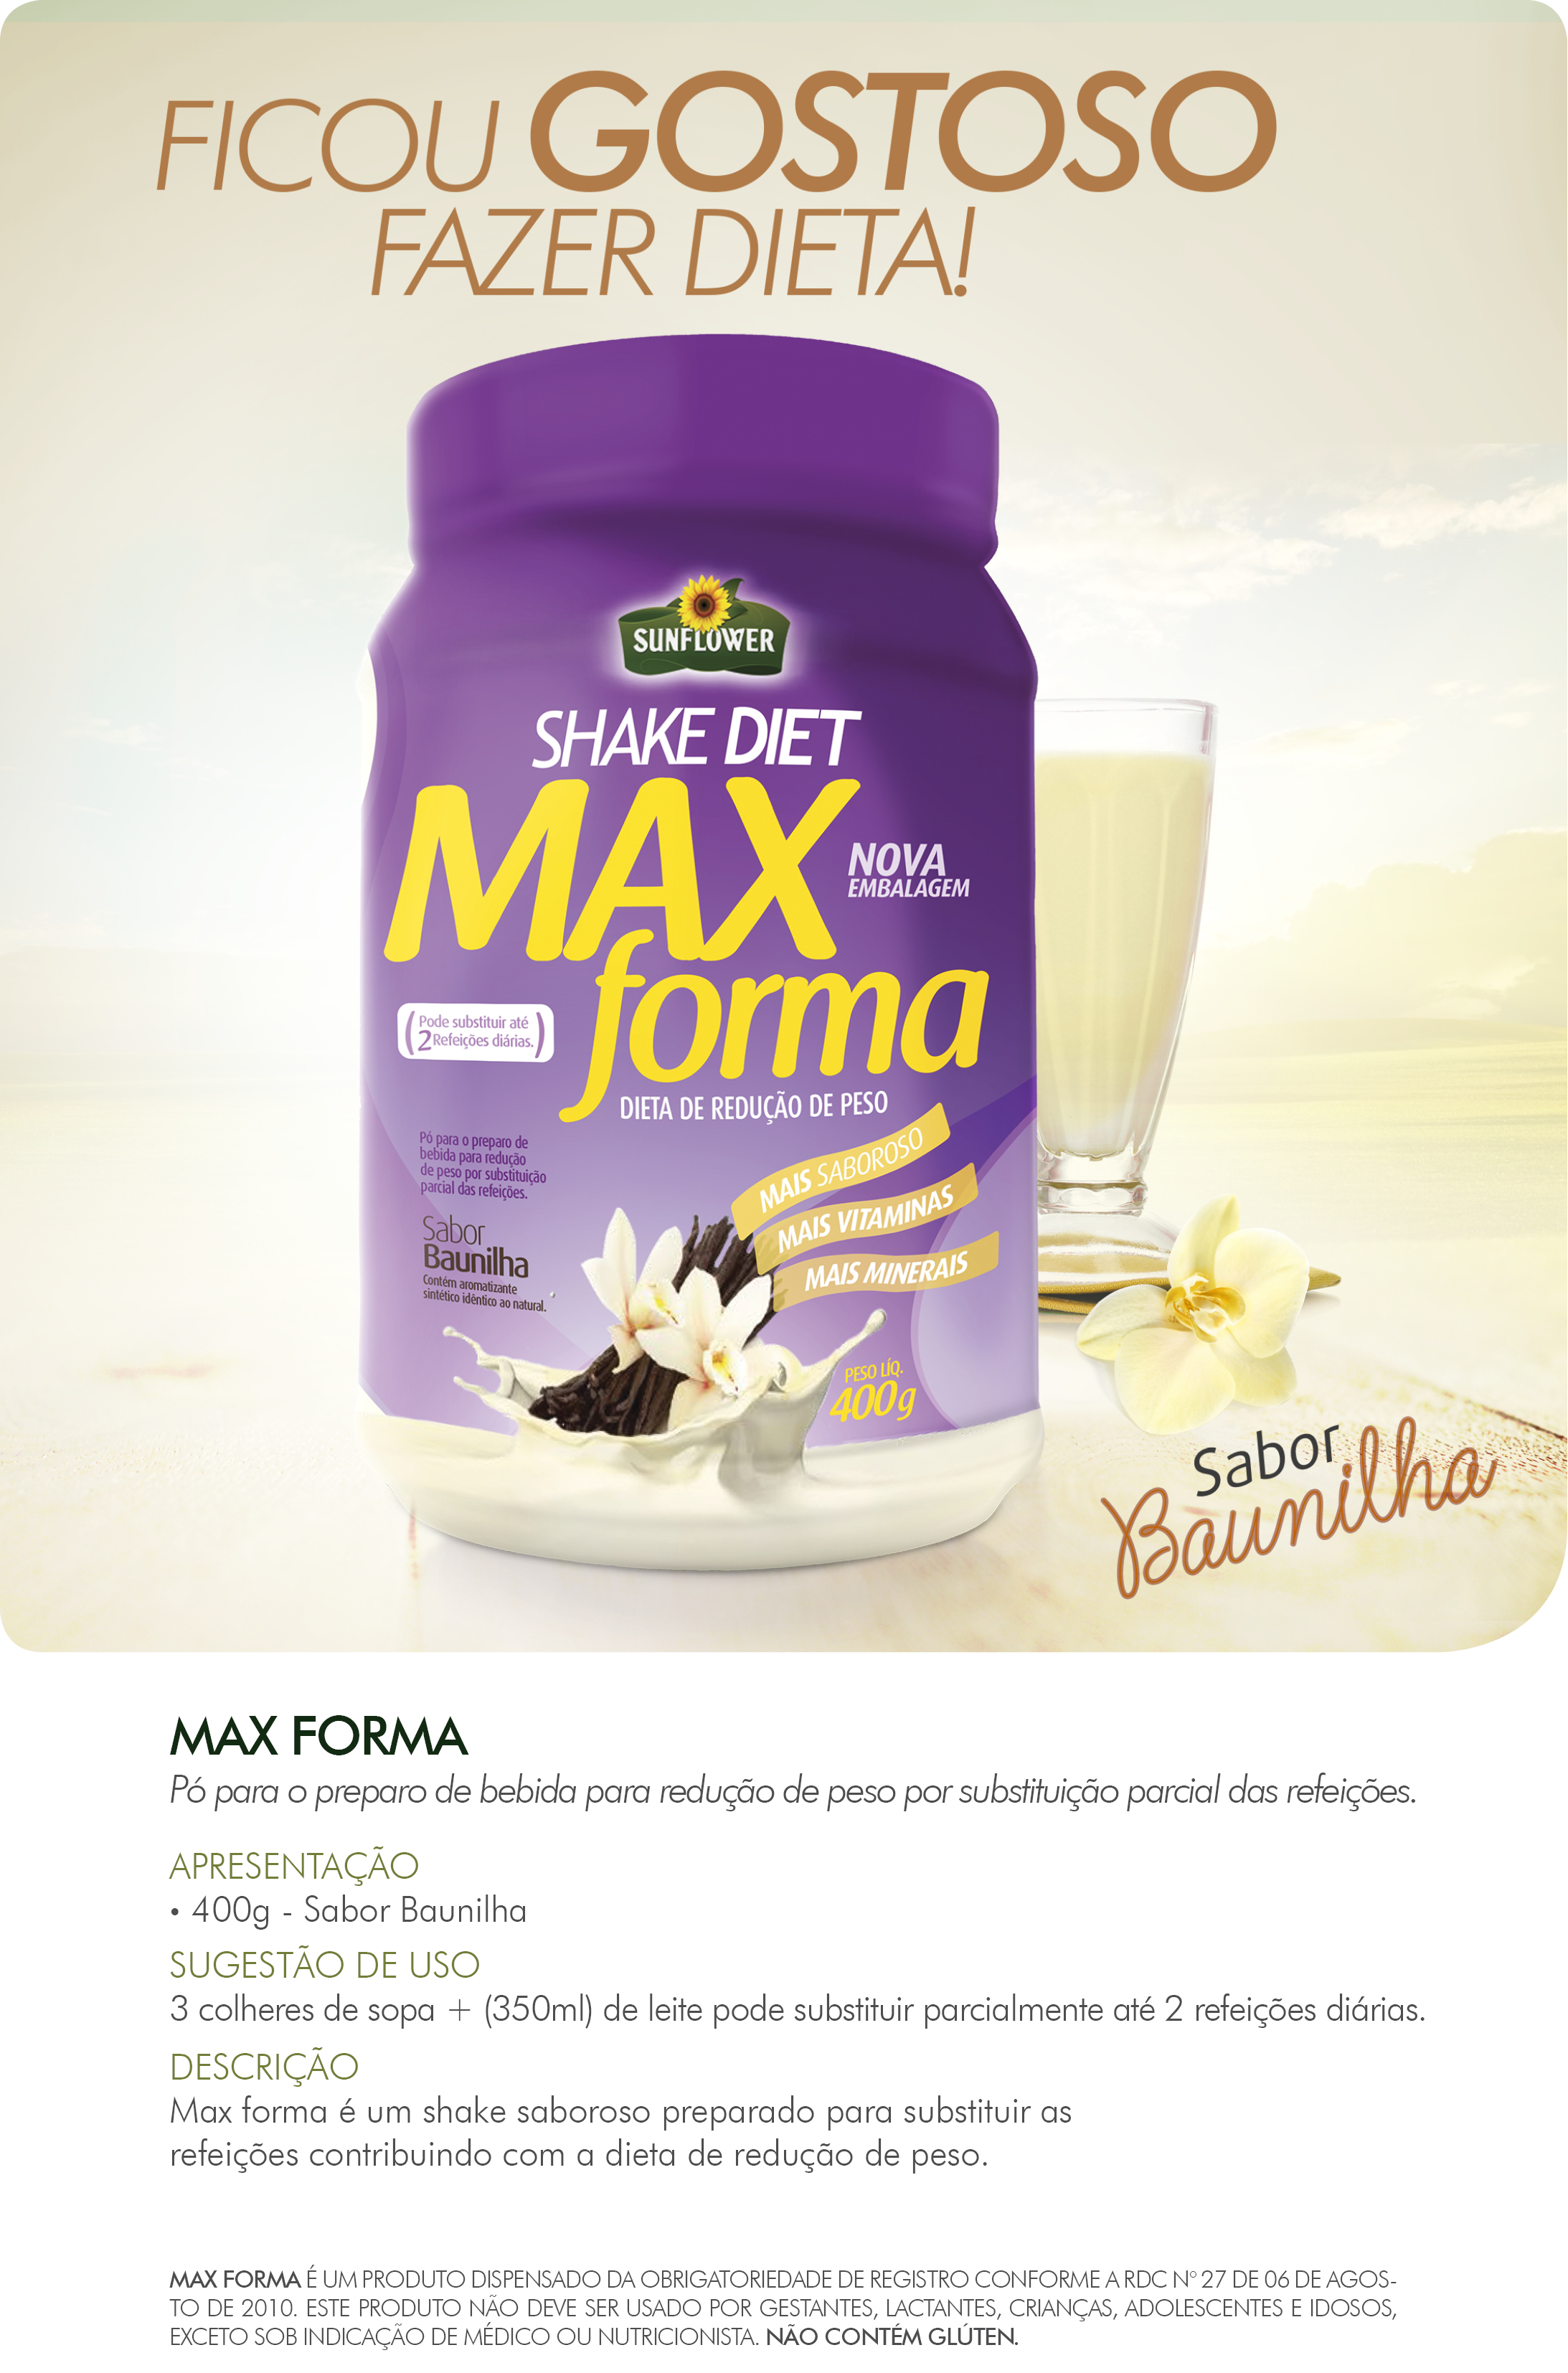 FICOU GOSTOSO
FAZER DIETA!
SUNFLOWER
SHAKE DIET
MAX
NOVA
EMBALAGEM
forma
Pode substituir até
2 Refeições diárias.
DIETA DE REDUÇÃO DE PESO
Pó para o preparo de
bebida para redução
de peso por substituição
parcial das refeições.
MAIS SABOROSO
MAIS VITAMINAS
MAIS MINERAIS
Sabor
Baunilha
Contém aromatizante
sintético idêntico ao natural.
PESO LÍQ.
400g
Sabor
Baunilha
MAX FORMA
Pó para o preparo de bebida para redução de peso por substituição parcial das refeições.
APRESENTAÇÃO
• 400g - Sabor Baunilha
SUGESTÃO DE USO
3 colheres de sopa + (350ml) de leite pode substituir parcialmente até 2 refeições diárias.
DESCRIÇÃO
Max forma é um shake saboroso preparado para substituir as
refeições contribuindo com a dieta de redução de peso.
MAX FORMA É UM PRODUTO DISPENSADO DA OBRIGATORIEDADE DE REGISTRO CONFORME A RDC Nº 27 DE 06 DE AGOS-
TO DE 2010. ESTE PRODUTO NÃO DEVE SER USADO POR GESTANTES, LACTANTES, CRIANÇAS, ADOLESCENTES E IDOSOS,
EXCETO SOB INDICAÇÃO DE MÉDICO OU NUTRICIONISTA. NÃO CONTÉM GLÚTEN.